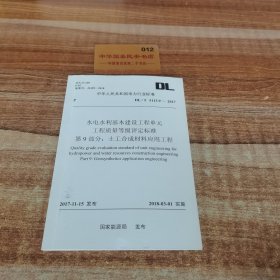 012
DL
中华人民共和国电力行业标准
P
DL / T 5113.9 — 2017
水电水利基本建设工程单元
工程质量等级评定标准
第 9 部分：土工合成材料应用工程
Quality grade evaluation standard of unit engineering for
hydropower and water resources construction engineering
Part 9: Geosynthetics application engineering
2017-11-15 发布
2018-03-01 实施
国家能源局 发布